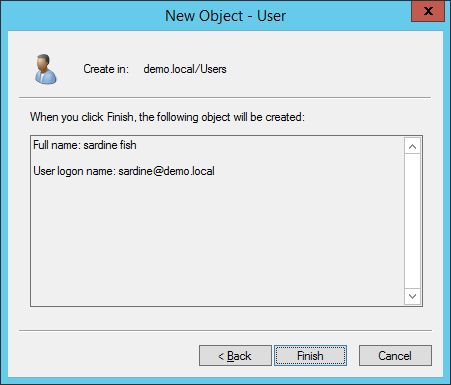 New Object - User
Create in: demo.local/Users
When you click Finish, the following object will be created:
Full name: sardine fish
User logon name: sardine@demo.local
< Back Finish Cancel